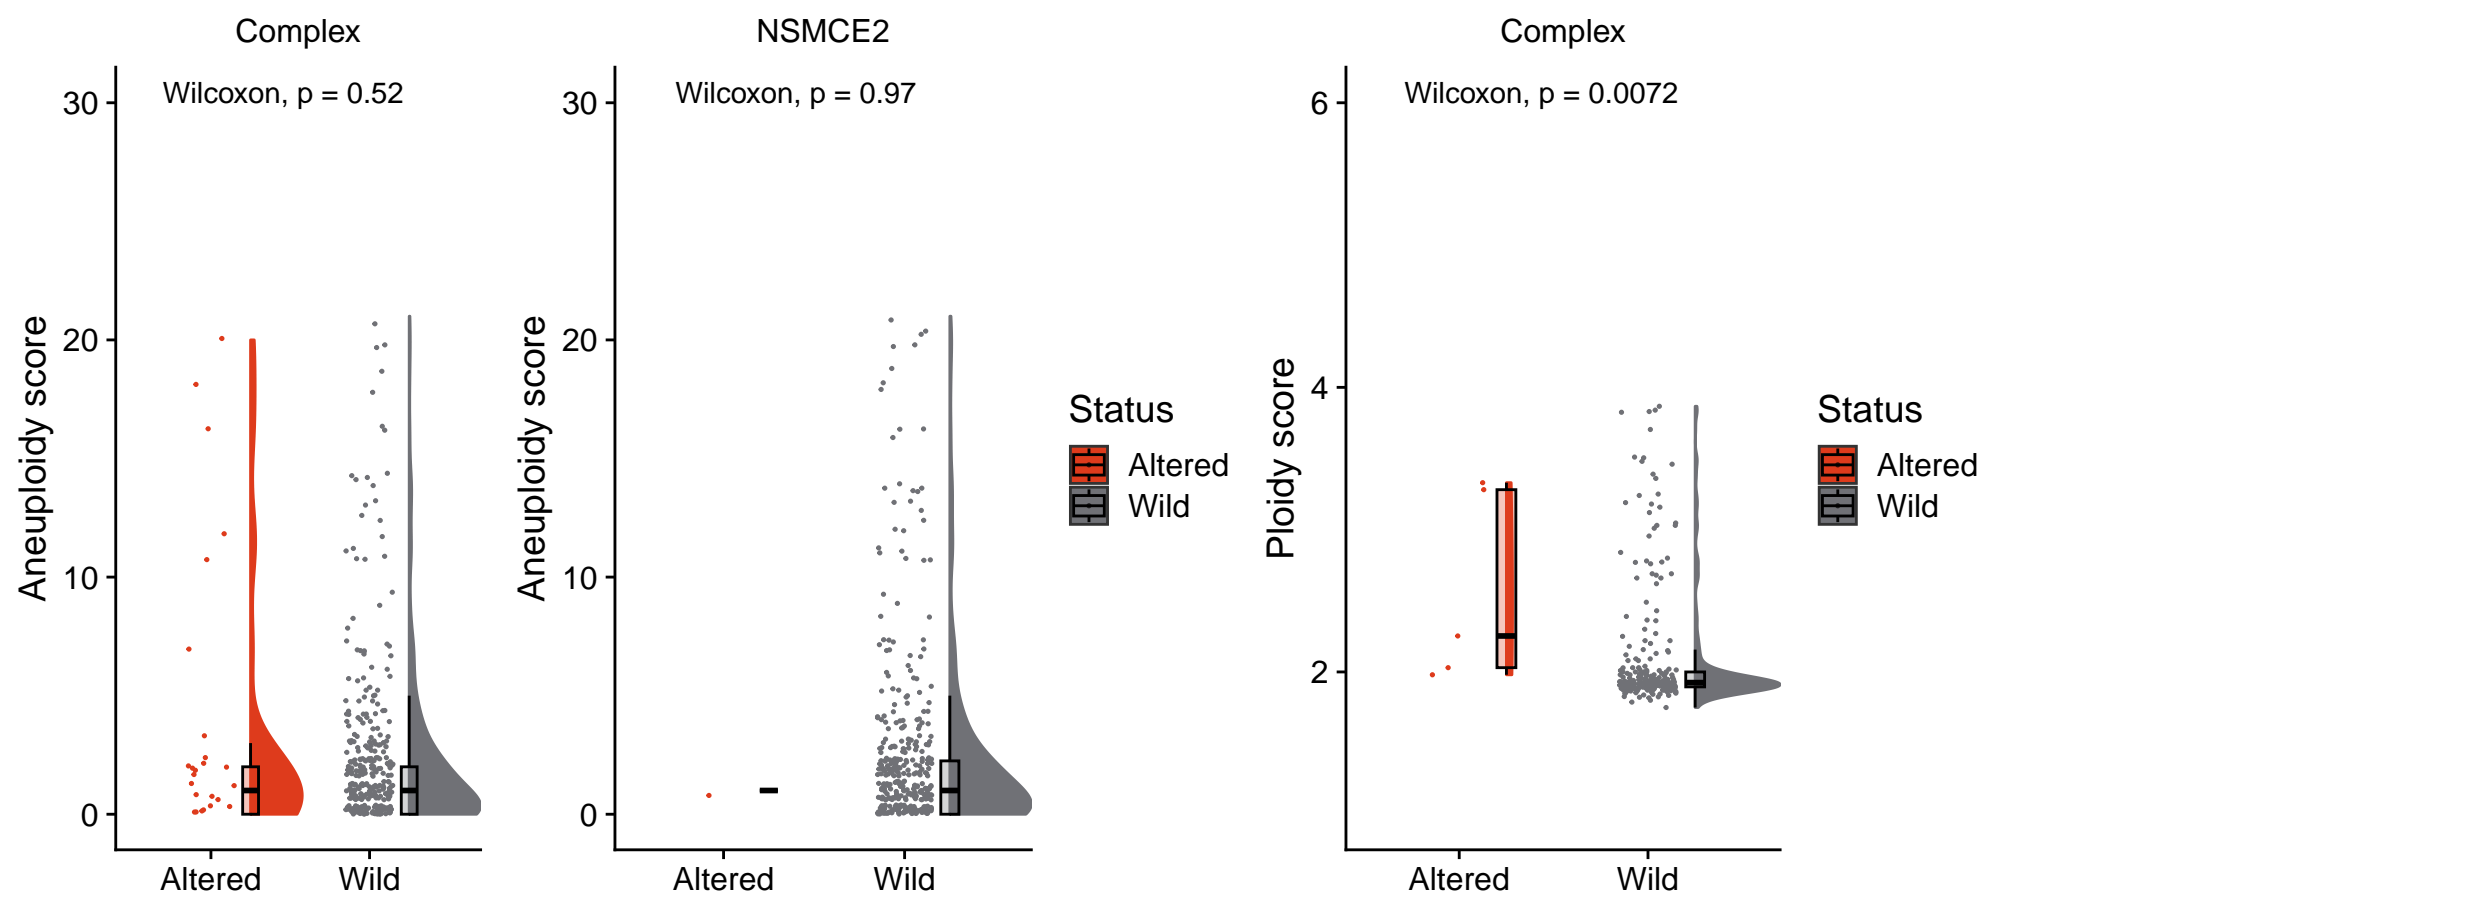 Complex
Wilcoxon, p = 0.52
Aneuploidy score
30
20
10
0
Altered
Wild
NSMCE2
Wilcoxon, p = 0.97
Aneuploidy score
30
20
10
0
Altered
Wild
Status
Altered
Wild
Complex
Wilcoxon, p = 0.0072
Ploidy score
6
4
2
Altered
Wild
Status
Altered
Wild